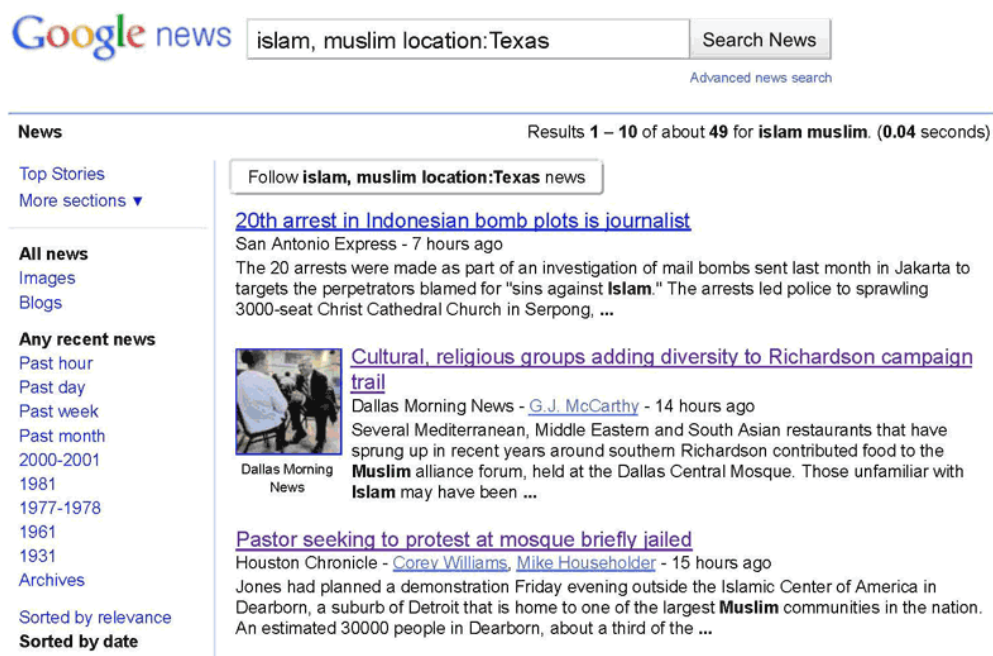 Google news
islam, muslim location:Texas
Search News
Advanced news search
News
Results 1 – 10 of about 49 for islam muslim. (0.04 seconds)
Top Stories
More sections ▼
All news
Images
Blogs
Any recent news
Past hour
Past day
Past week
Past month
2000-2001
1981
1977-1978
1961
1931
Archives
Sorted by relevance
Sorted by date
Follow islam, muslim location:Texas news
20th arrest in Indonesian bomb plots is journalist
San Antonio Express - 7 hours ago
The 20 arrests were made as part of an investigation of mail bombs sent last month in Jakarta to
targets the perpetrators blamed for "sins against Islam." The arrests led police to sprawling
3000-seat Christ Cathedral Church in Serpong, ...
Dallas Morning
News
Cultural, religious groups adding diversity to Richardson campaign
trail
Dallas Morning News - G.J. McCarthy - 14 hours ago
Several Mediterranean, Middle Eastern and South Asian restaurants that have
sprung up in recent years around southern Richardson contributed food to the
Muslim alliance forum, held at the Dallas Central Mosque. Those unfamiliar with
Islam may have been ...
Pastor seeking to protest at mosque briefly jailed
Houston Chronicle - Corey Williams, Mike Householder - 15 hours ago
Jones had planned a demonstration Friday evening outside the Islamic Center of America in
Dearborn, a suburb of Detroit that is home to one of the largest Muslim communities in the nation.
An estimated 30000 people in Dearborn, about a third of the ...